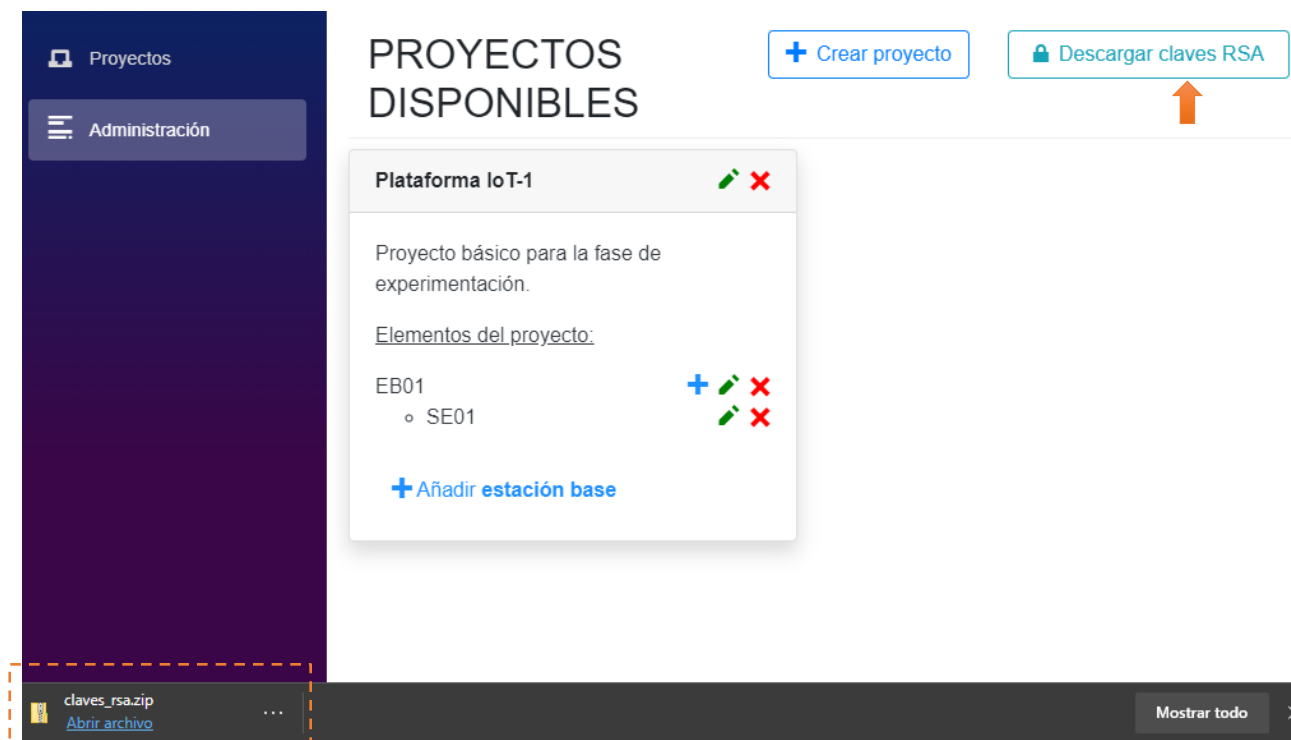 Proyectos
Administración
PROYECTOS
DISPONIBLES
Crear proyecto
Descargar claves RSA
Plataforma IoT-1
Proyecto básico para la fase de
experimentación.
Elementos del proyecto:
EB01
SE01
Añadir estación base
claves_rsa.zip
Abrir archivo
Mostrar todo